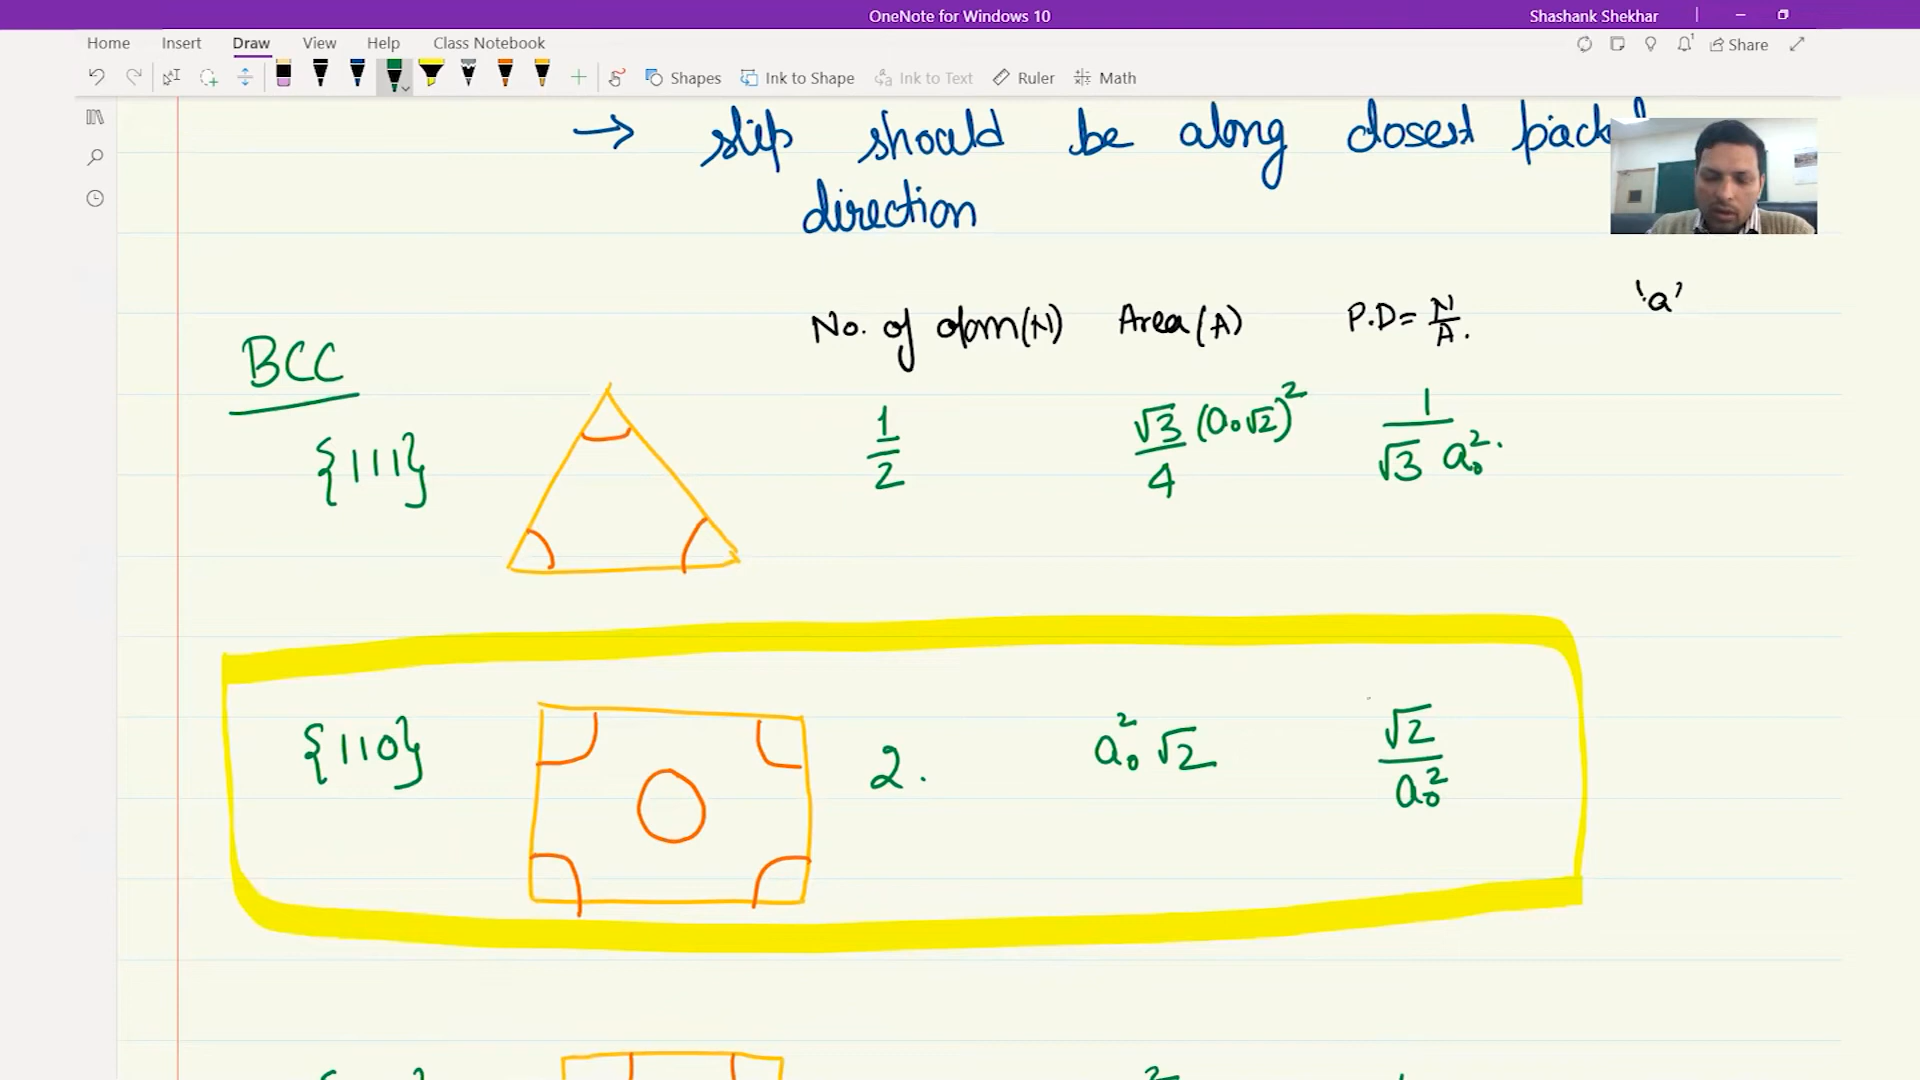 OneNote for Windows 10
Shashank Shekhar
Home Insert Draw View Help Class Notebook
Share
Shapes Ink to Shape Ink to Text Ruler Math
→ slip should be along closest
direction
No. of atom(N) Area(A) P.D= N/A. 'a'
BCC
{111} 1/2 √3/4 (a₀√2)² 1/√3 a₀².
{110} 2. a₀²√2 √2/a₀²